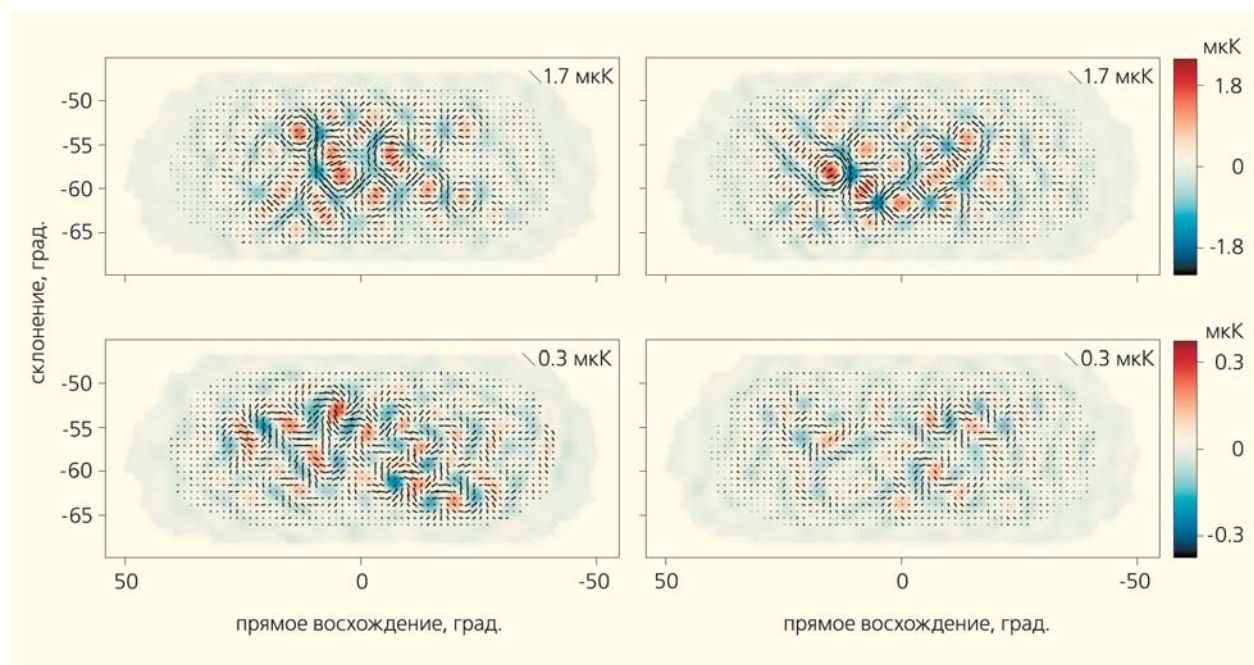 мкК
\1.7 мкК
\1.7 мкК
1.8
0
-1.8
-50
-55
-60
-65
склонение, град.
мкК
\0.3 мкК
\0.3 мкК
0.3
0
-0.3
-50
-55
-60
-65
50 0 -50
50 0 -50
прямое восхождение, град.
прямое восхождение, град.